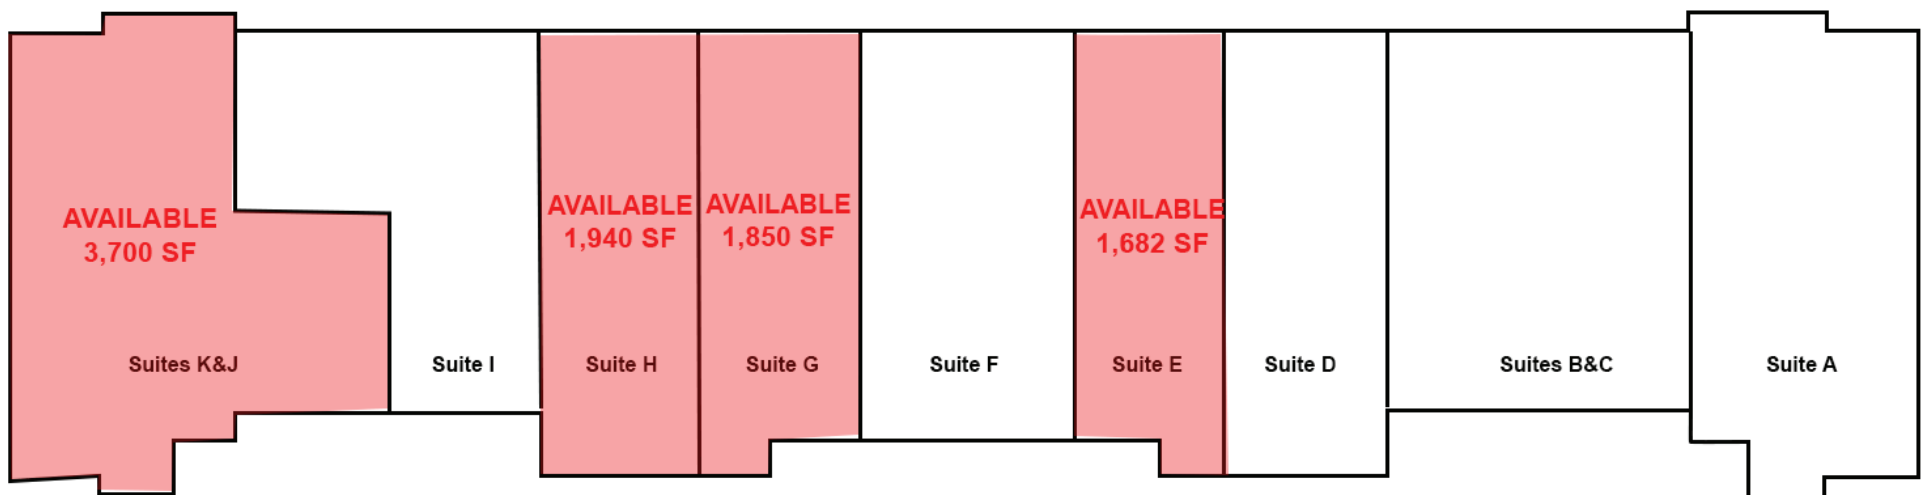 AVAILABLE
3,700 SF
Suites K&J
Suite I
AVAILABLE
1,940 SF
Suite H
AVAILABLE
1,850 SF
Suite G
Suite F
AVAILABLE
1,682 SF
Suite E
Suite D
Suites B&C
Suite A